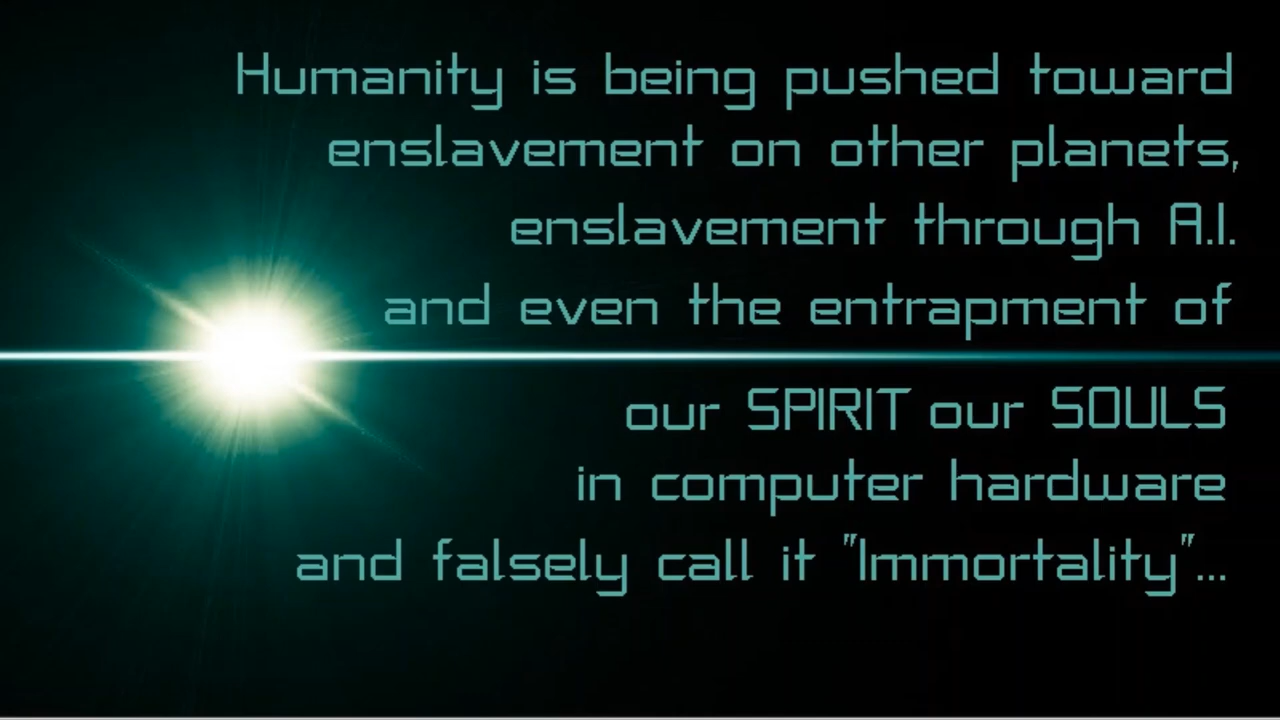 Humanity is being pushed toward
enslavement on other planets,
enslavement through A.I.
and even the entrapment of
our SPIRIT our SOULS
in computer hardware
and falsely call it "Immortality"...